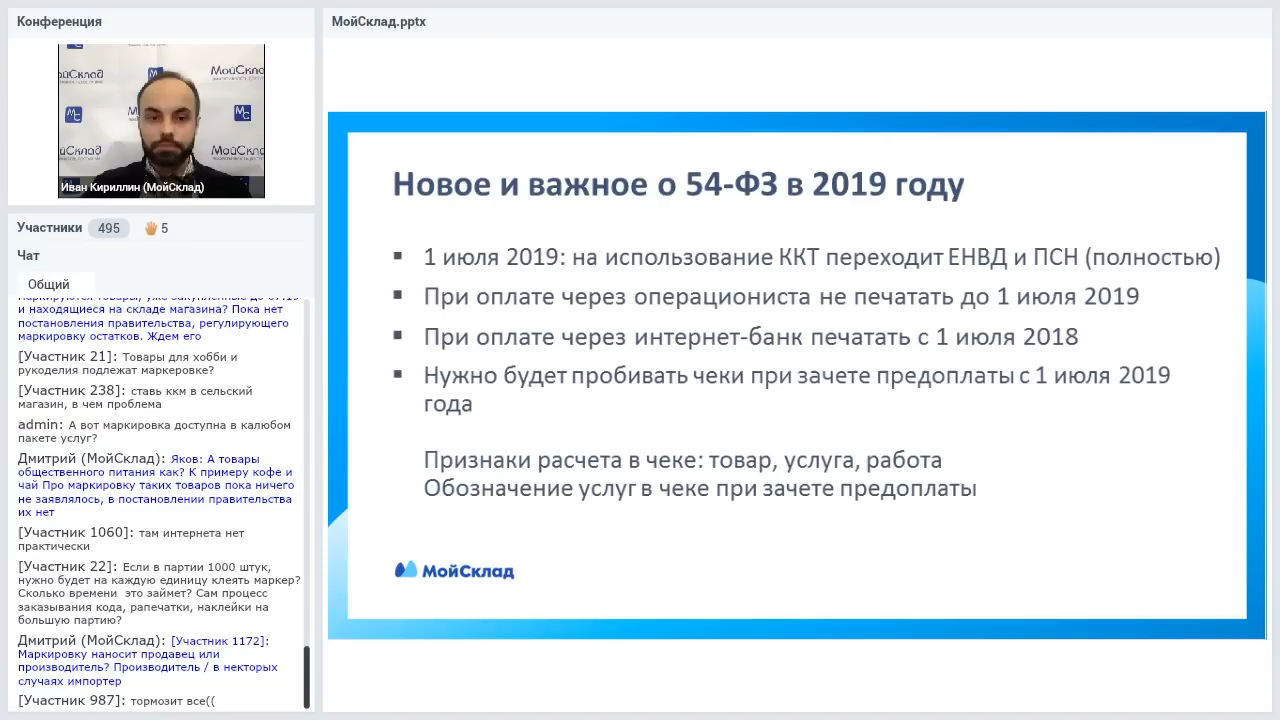 Конференция
МойСклад.pptx
МойСклад
Иван Кириллин (МойСклад)
Участники 495 5
Чат
Общий
и находящиеся на складе магазина? Пока нет
постановления правительства, регулирующего
маркировку остатков. Ждем его
[Участник 21]: Товары для хобби и
рукоделия подлежат маркеровке?
[Участник 238]: ставь ккм в сельский
магазин, в чем проблема
admin: А вот маркировка доступна в калюбом
пакете услуг?
Дмитрий (МойСклад): Яков: А товары
общественного питания как? К примеру кофе и
чай Про маркировку таких товаров пока ничего
не заявлялось, в постановлении правительства
их нет
[Участник 1060]: там интернета нет
практически
[Участник 22]: Если в партии 1000 штук,
нужно будет на каждую единицу клеять маркер?
Сколько времени это займет? Сам процесс
заказывания кода, рапечатки, наклейки на
большую партию?
Дмитрий (МойСклад): [Участник 1172]:
Маркировку наносит продавец или
производитель? Производитель / в некторых
случаях импортер
[Участник 987]: тормозит все((
Новое и важное о 54-ФЗ в 2019 году
▪ 1 июля 2019: на использование ККТ переходит ЕНВД и ПСН (полностью)
▪ При оплате через операциониста не печатать до 1 июля 2019
▪ При оплате через интернет-банк печатать с 1 июля 2018
▪ Нужно будет пробивать чеки при зачете предоплаты с 1 июля 2019
года
Признаки расчета в чеке: товар, услуга, работа
Обозначение услуг в чеке при зачете предоплаты
МойСклад